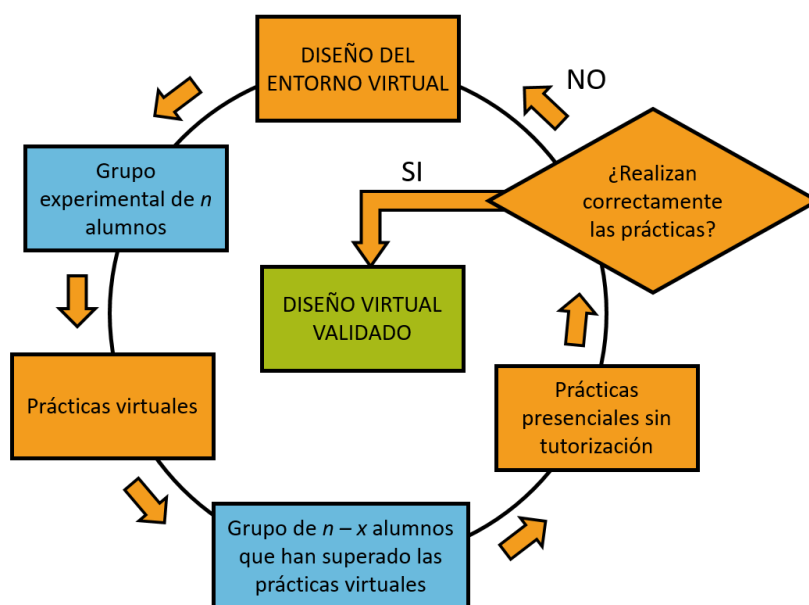 DISEÑO DEL
ENTORNO VIRTUAL
NO
¿Realizan
correctamente
las prácticas?
SI
Grupo
experimental de n
alumnos
DISEÑO VIRTUAL
VALIDADO
Prácticas virtuales
Prácticas
presenciales sin
tutorización
Grupo de n – x alumnos
que han superado las
prácticas virtuales